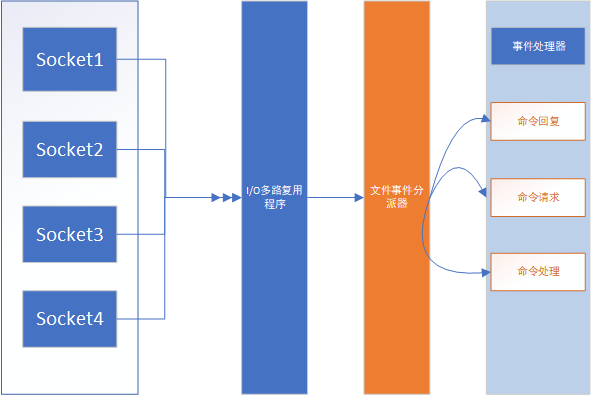 Socket1
Socket2
Socket3
Socket4
I/O多路复用
程序
文件事件分
派器
事件处理器
命令回复
命令请求
命令处理